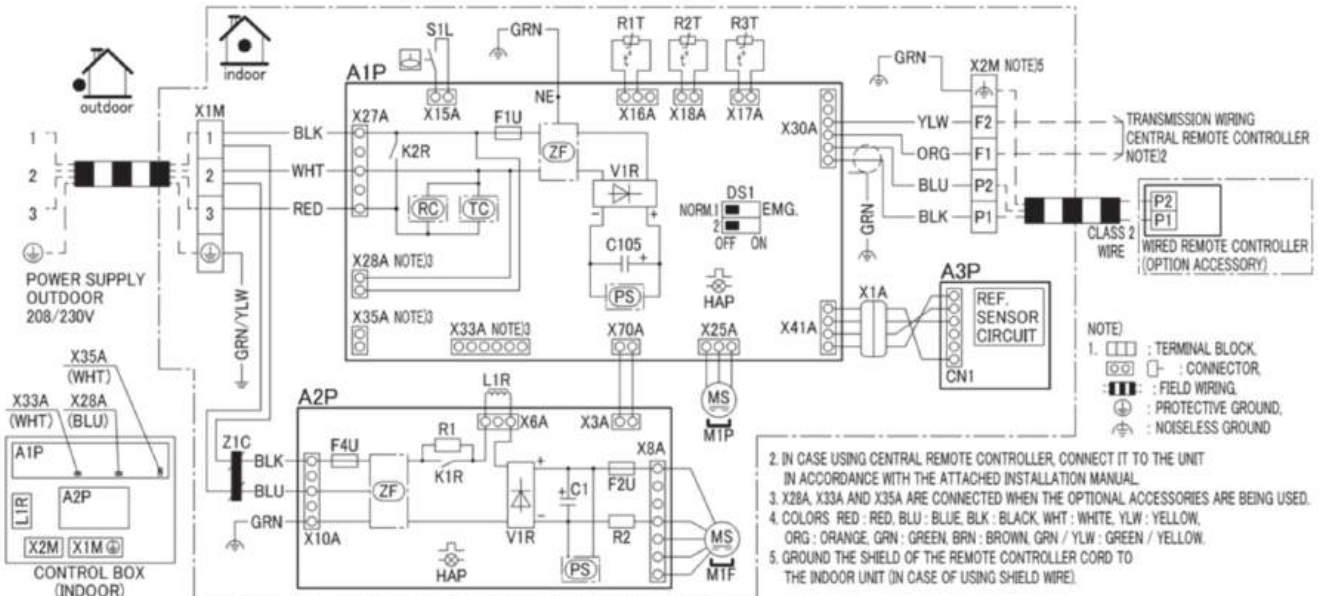 outdoor
indoor
1
2
3
POWER SUPPLY
OUTDOOR
208/230V
X1M
1
2
3
GRN/YLW
BLK
WHT
RED
A1P
X27A
K2R
RC
TC
X28A NOTE)3
X35A NOTE)3
X33A NOTE)3
S1L
X15A
F1U
GRN
NE
ZF
V1R
-
+
C105
+
PS
R1T
R2T
R3T
X16A
X18A
X17A
DS1
NORM.
1
2
EMG.
OFF ON
HAP
X70A
X25A
X30A
X41A
MS
M1P
GRN
X2M NOTE)5
YLW
F2
ORG
F1
BLU
P2
BLK
P1
GRN
TRANSMISSION WIRING
CENTRAL REMOTE CONTROLLER
NOTE)2
CLASS 2
WIRE
P2
P1
WIRED REMOTE CONTROLLER
(OPTION ACCESSORY)
X1A
A3P
REF.
SENSOR
CIRCUIT
CN1
X35A
(WHT)
X33A
(WHT)
X28A
(BLU)
A1P
A2P
L1R
X2M
X1M
CONTROL BOX
(INDOOR)
Z1C
BLK
BLU
GRN
A2P
X10A
F4U
ZF
R1
K1R
L1R
X6A
X3A
V1R
+
-
+
C1
F2U
R2
PS
X8A
HAP
MS
M1F
NOTE)
1. : TERMINAL BLOCK,
: CONNECTOR,
: FIELD WIRING,
: PROTECTIVE GROUND,
: NOISELESS GROUND
2. IN CASE USING CENTRAL REMOTE CONTROLLER, CONNECT IT TO THE UNIT
IN ACCORDANCE WITH THE ATTACHED INSTALLATION MANUAL.
3. X28A, X33A AND X35A ARE CONNECTED WHEN THE OPTIONAL ACCESSORIES ARE BEING USED.
4. COLORS RED : RED, BLU : BLUE, BLK : BLACK, WHT : WHITE, YLW : YELLOW,
ORG : ORANGE, GRN : GREEN, BRN : BROWN, GRN / YLW : GREEN / YELLOW.
5. GROUND THE SHIELD OF THE REMOTE CONTROLLER CORD TO
THE INDOOR UNIT (IN CASE OF USING SHIELD WIRE).